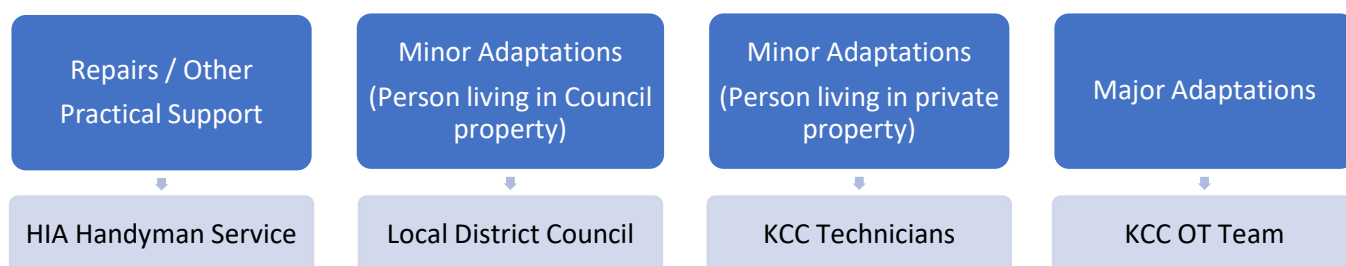 Repairs / Other
Practical Support
HIA Handyman Service
Minor Adaptations
(Person living in Council
property)
Local District Council
Minor Adaptations
(Person living in private
property)
KCC Technicians
Major Adaptations
KCC OT Team